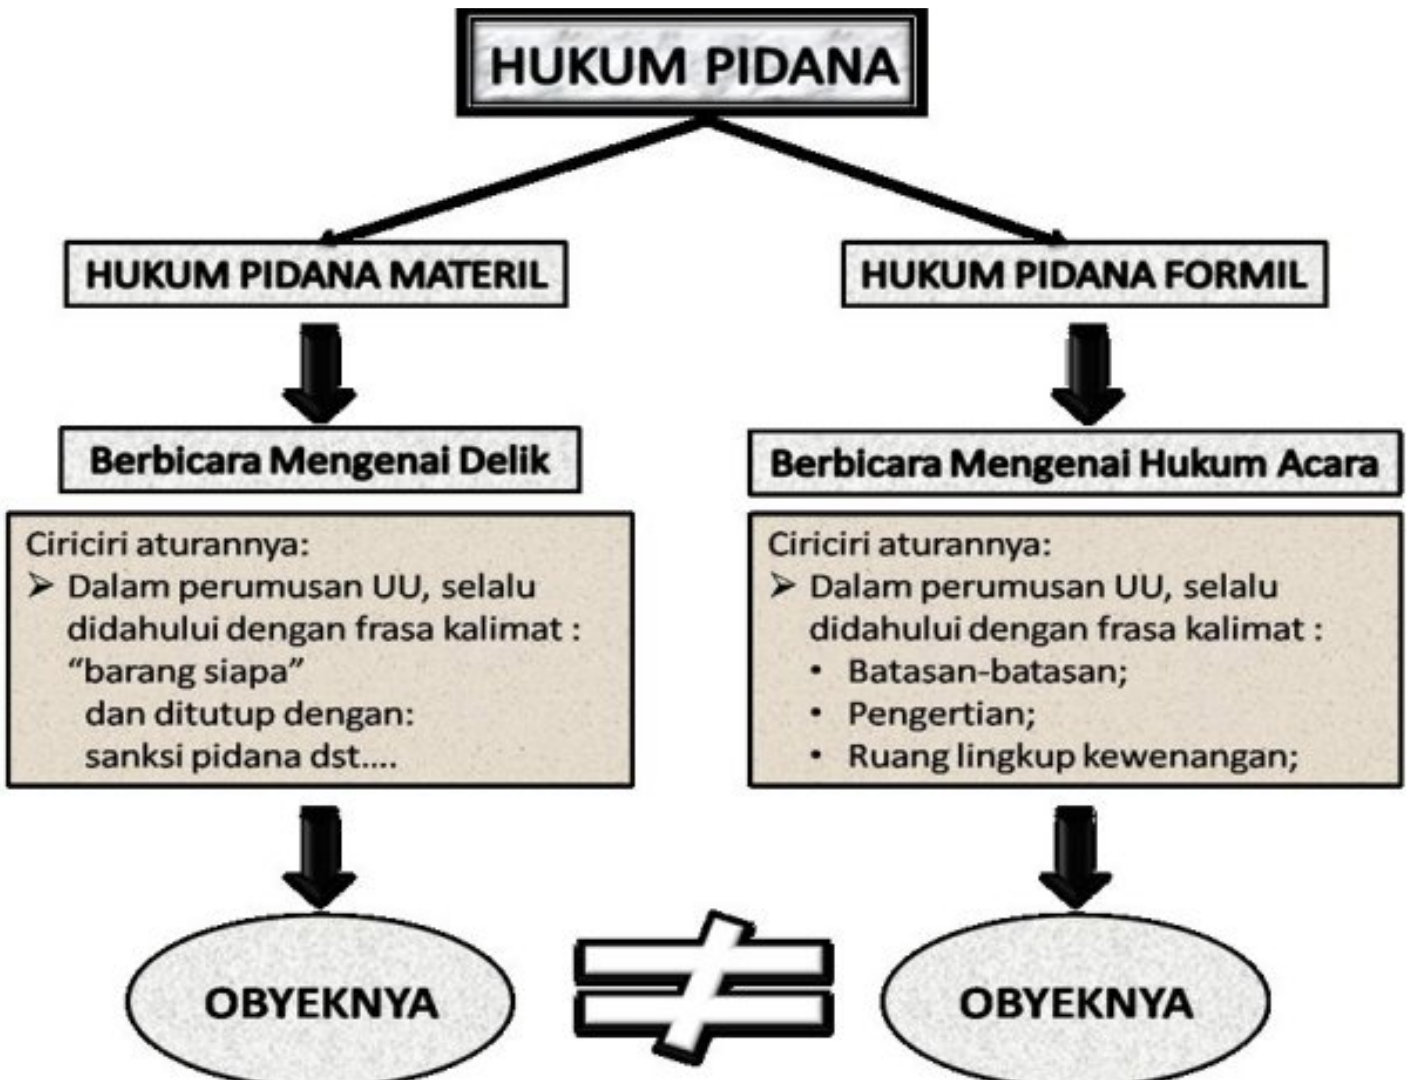 HUKUM PIDANA
HUKUM PIDANA MATERIL
Berbicara Mengenai Delik
Ciriciri aturannya:
➢ Dalam perumusan UU, selalu
didahului dengan frasa kalimat :
“barang siapa”
dan ditutup dengan:
sanksi pidana dst....
OBYEKNYA
≠
HUKUM PIDANA FORMIL
Berbicara Mengenai Hukum Acara
Ciriciri aturannya:
➢ Dalam perumusan UU, selalu
didahului dengan frasa kalimat :
• Batasan-batasan;
• Pengertian;
• Ruang lingkup kewenangan;
OBYEKNYA